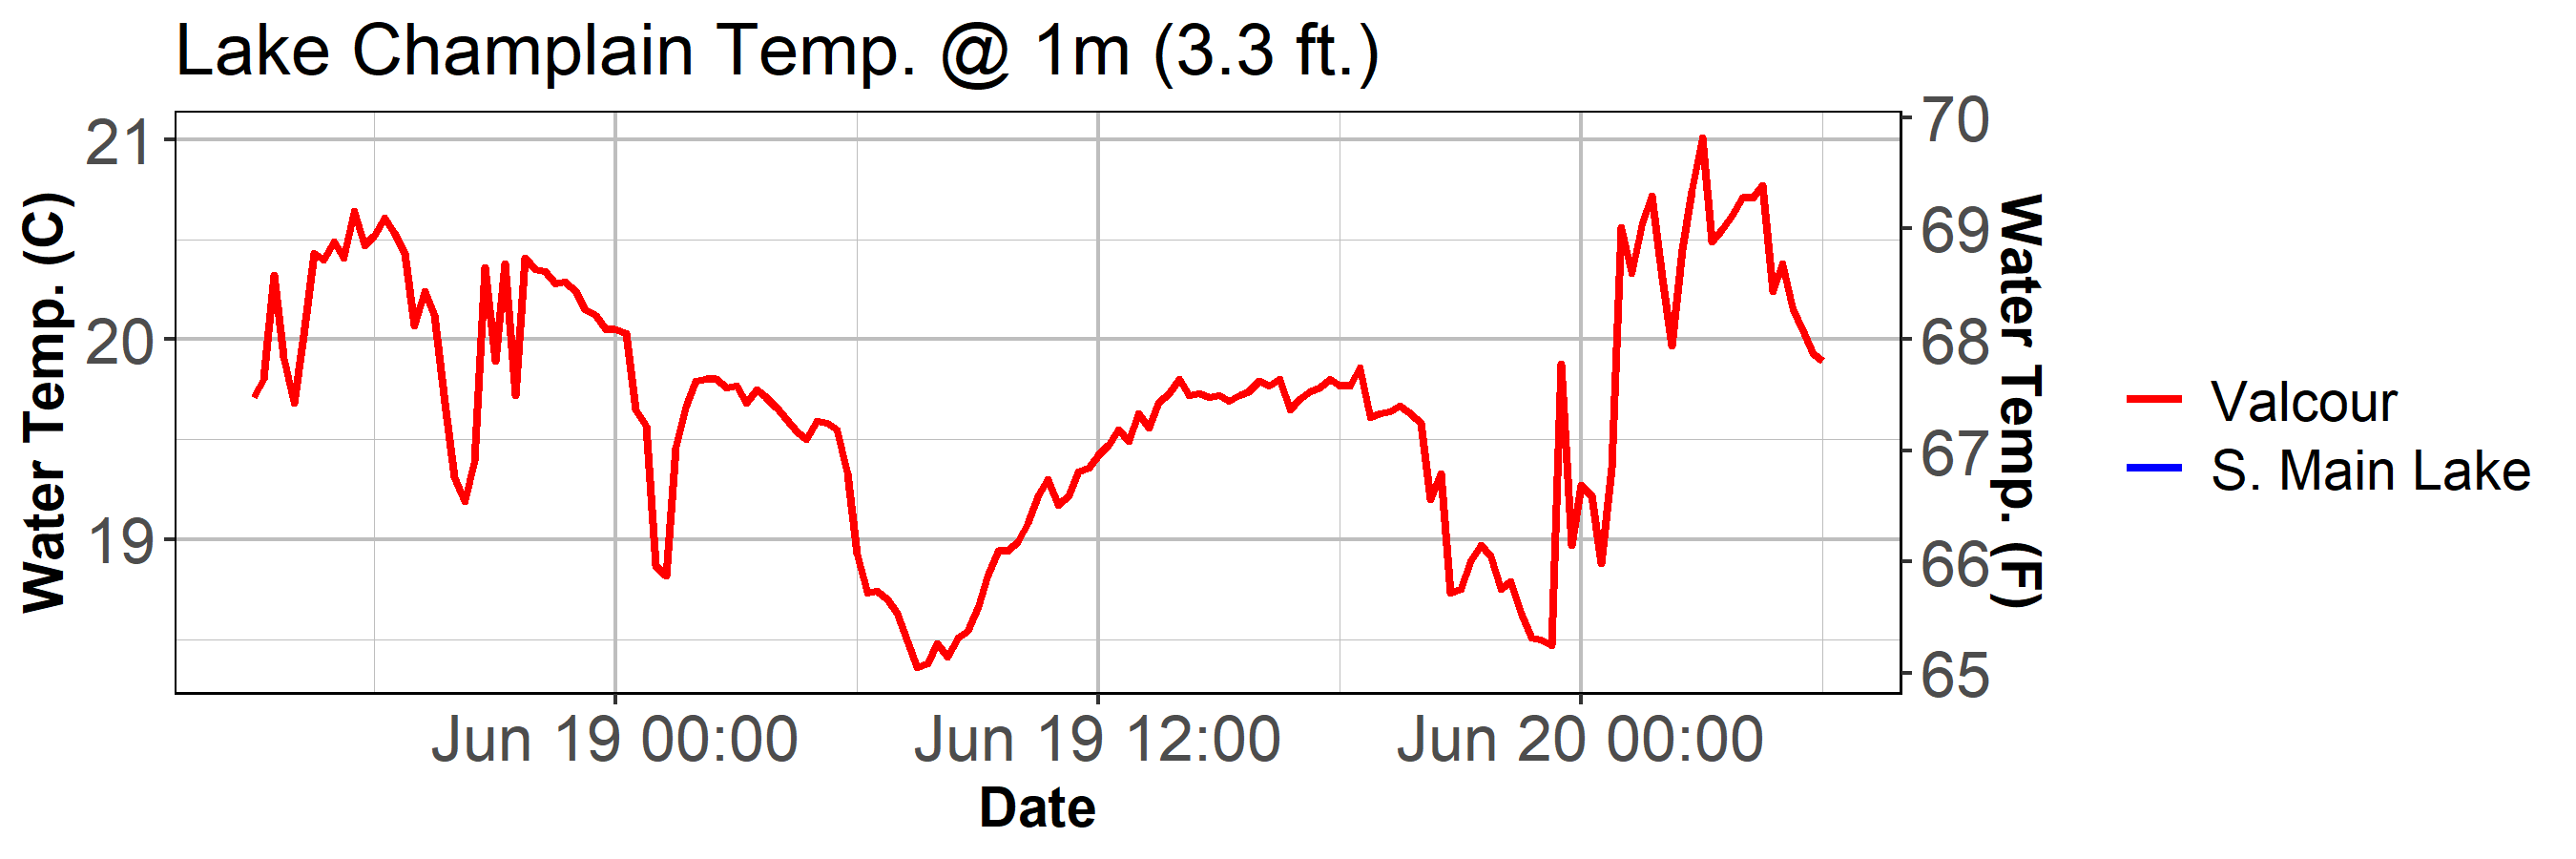 Lake Champlain Temp. @ 1m (3.3 ft.)
Water Temp. (C)
21
20
19
70
69
68
67
66
65
Water Temp. (F)
Jun 19 00:00
Jun 19 12:00
Jun 20 00:00
Date
Valcour
S. Main Lake